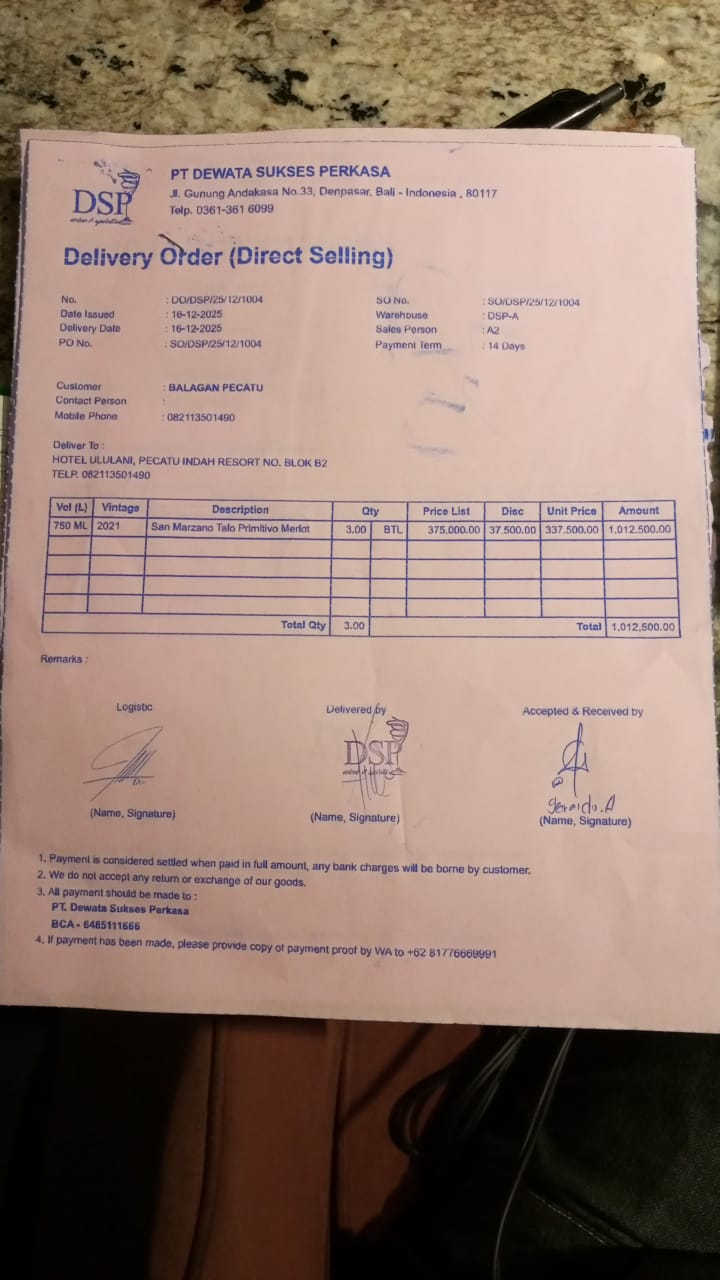 DSP
PT DEWATA SUKSES PERKASA
Jl. Gunung Andakasa No.33, Denpasar, Bali - Indonesia , 80117
Telp. 0361-361 6099
Delivery Order (Direct Selling)
No. : DO/DSP/25/12/1004 SO No. : SO/DSP/25/12/1004
Date Issued : 16-12-2025 Warehouse : DSP-A
Delivery Date : 16-12-2025 Sales Person : A2
PO No. : SO/DSP/25/12/1004 Payment Term : 14 Days
Customer : BALAGAN PECATU
Contact Person :
Mobile Phone : 082113501490
Deliver To :
HOTEL ULULANI, PECATU INDAH RESORT NO. BLOK B2
TELP. 082113501490
Vol (L) Vintage Description Qty Price List Disc Unit Price Amount
750 ML 2021 San Marzano Talo Primitivo Merlot 3.00 BTL 375.000.00 37,500.00 337,500.00 1,012,500.00
Total Qty 3.00 Total 1,012,500.00
Remarks :
Logistic Delivered by Accepted & Received by
DSP
(Name, Signature) (Name, Signature) (Name, Signature)
1. Payment is considered settled when paid in full amount, any bank charges will be borne by customer.
2. We do not accept any return or exchange of our goods.
3. All payment should be made to :
PT. Dewata Sukses Perkasa
BCA - 6485111666
4. If payment has been made, please provide copy of payment proof by WA to +62 81776669991